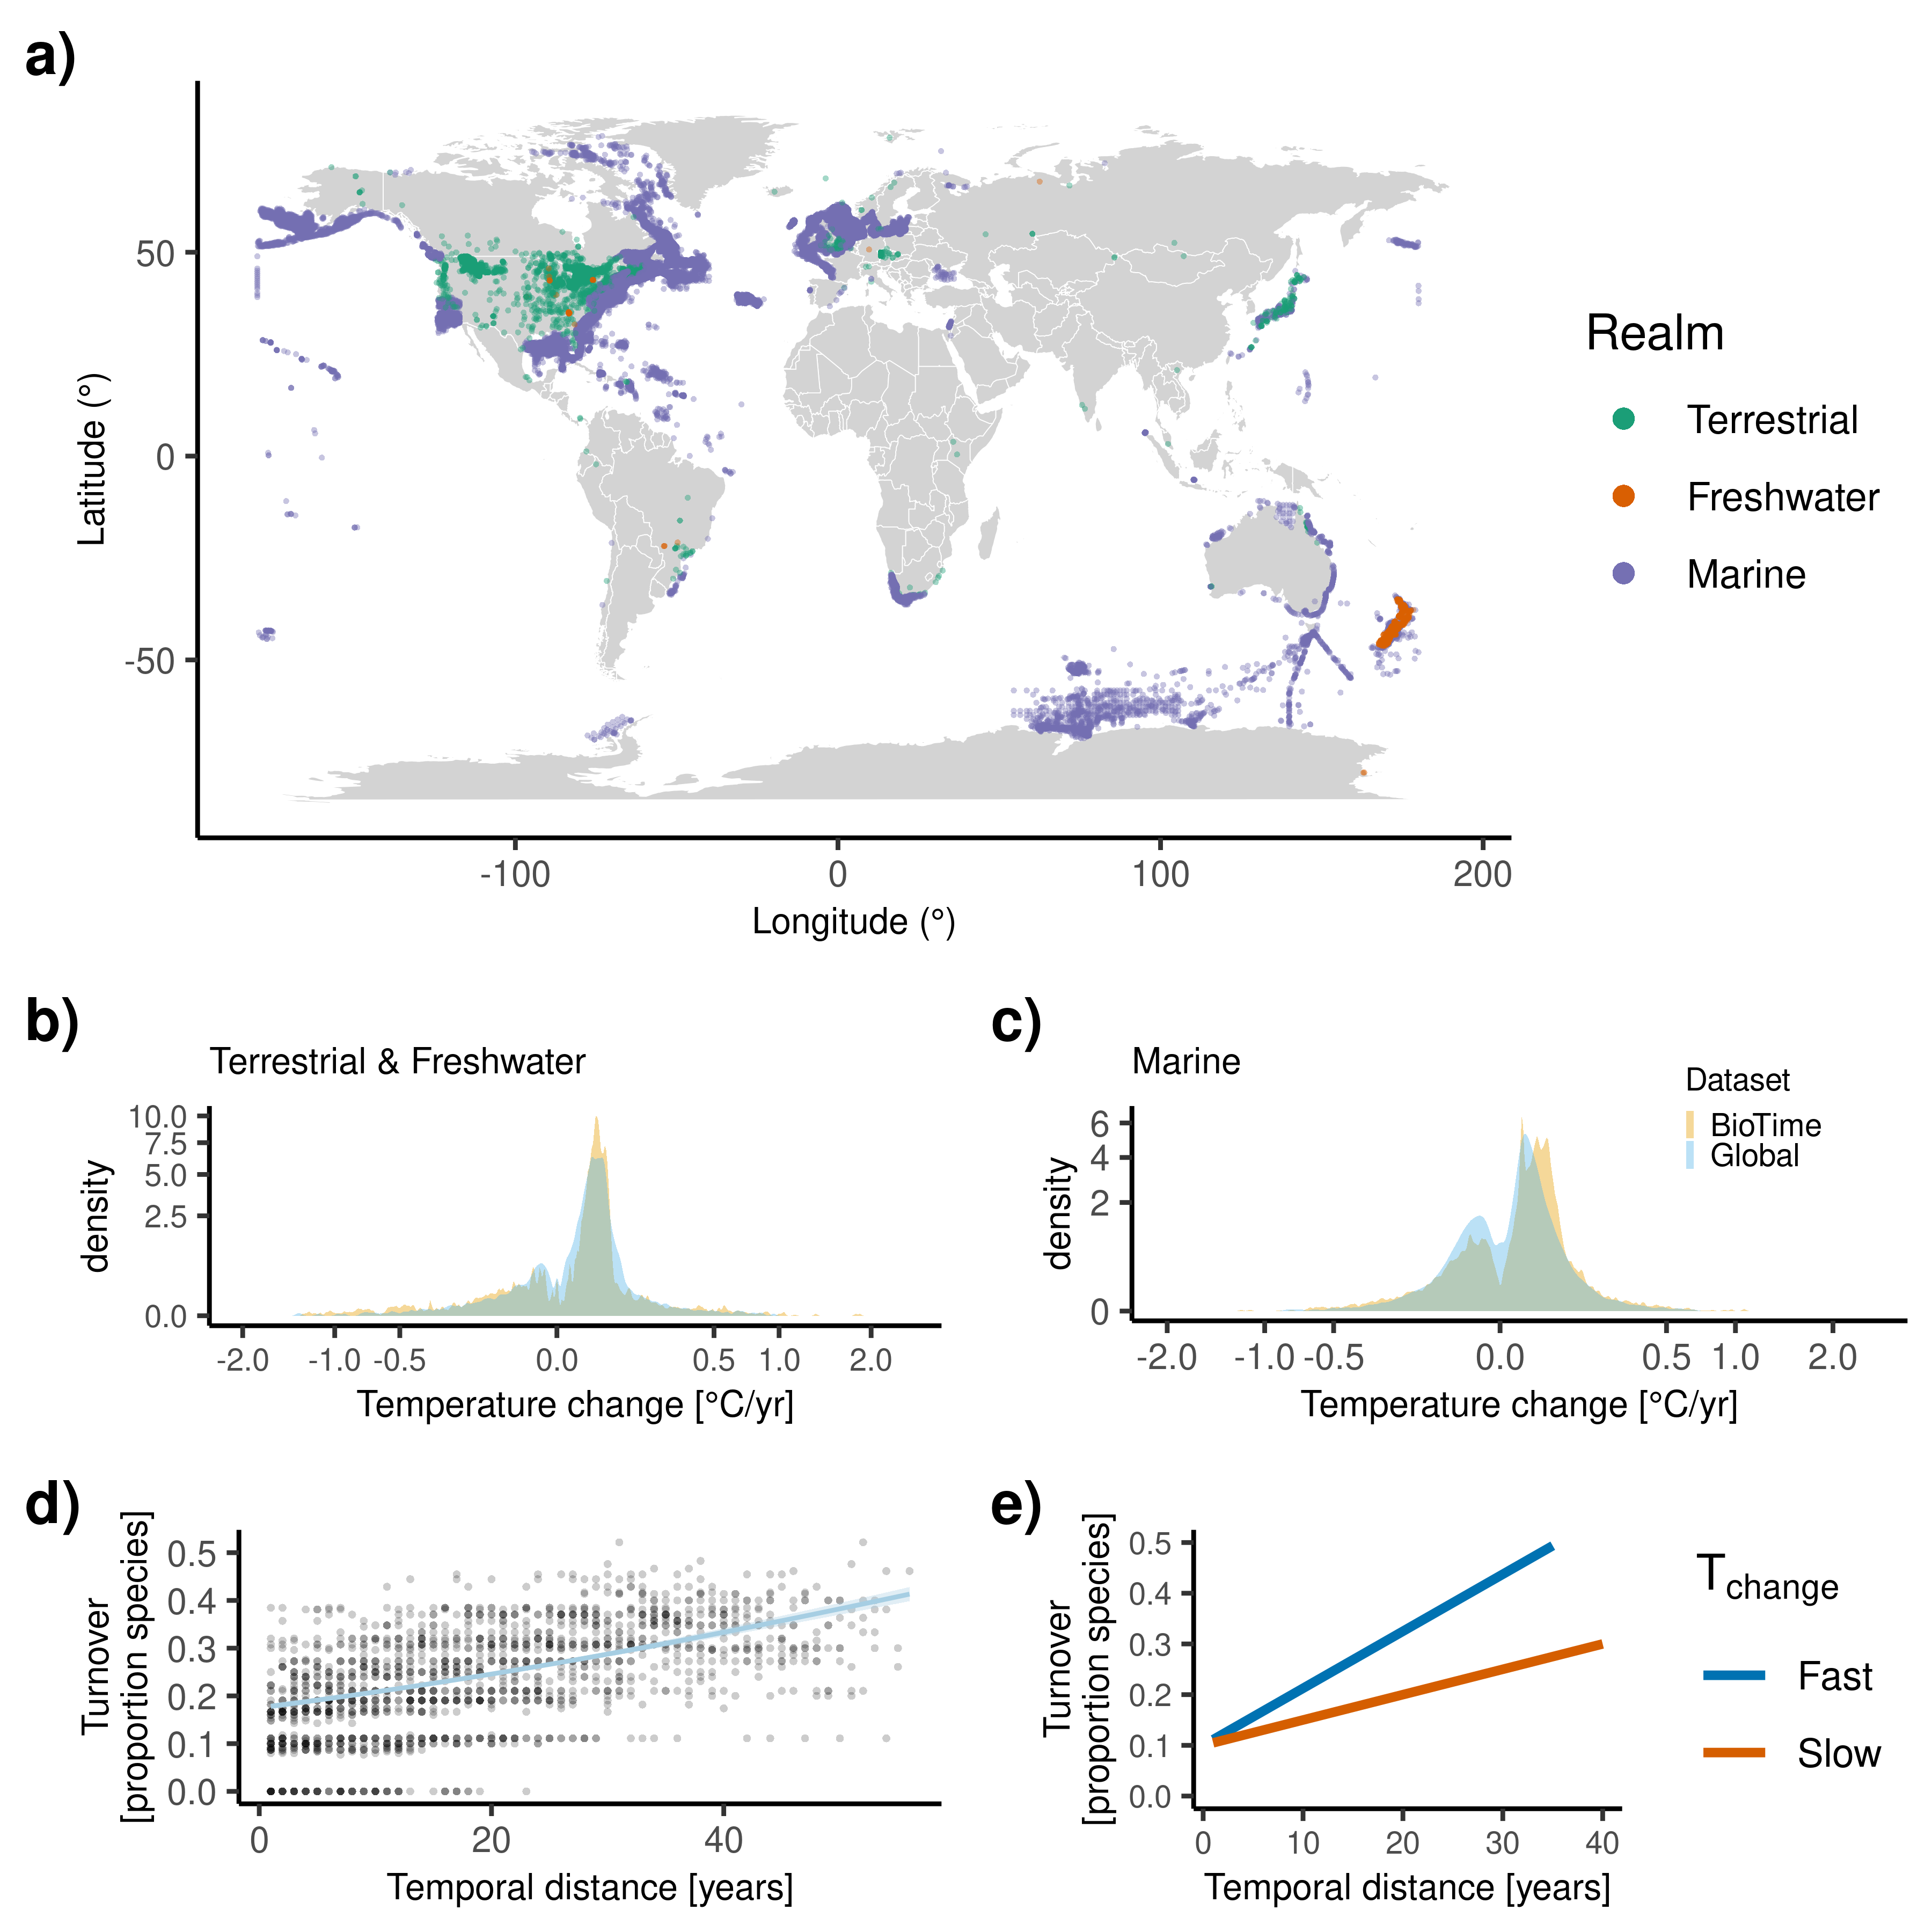 a)
50
0
-50
Latitude (°)
-100
0
100
200
Longitude (°)
Realm
Terrestrial
Freshwater
Marine
b)
Terrestrial & Freshwater
10.0
7.5
5.0
2.5
0.0
density
-2.0
-1.0
-0.5
0.0
0.5
1.0
2.0
Temperature change [°C/yr]
c)
Marine
6
4
2
0
density
-2.0
-1.0
-0.5
0.0
0.5
1.0
2.0
Temperature change [°C/yr]
Dataset
BioTime
Global
d)
0.5
0.4
0.3
0.2
0.1
0.0
Turnover
[proportion species]
0
20
40
Temporal distance [years]
e)
0.5
0.4
0.3
0.2
0.1
0.0
Turnover
[proportion species]
0
10
20
30
40
Temporal distance [years]
Tchange
Fast
Slow